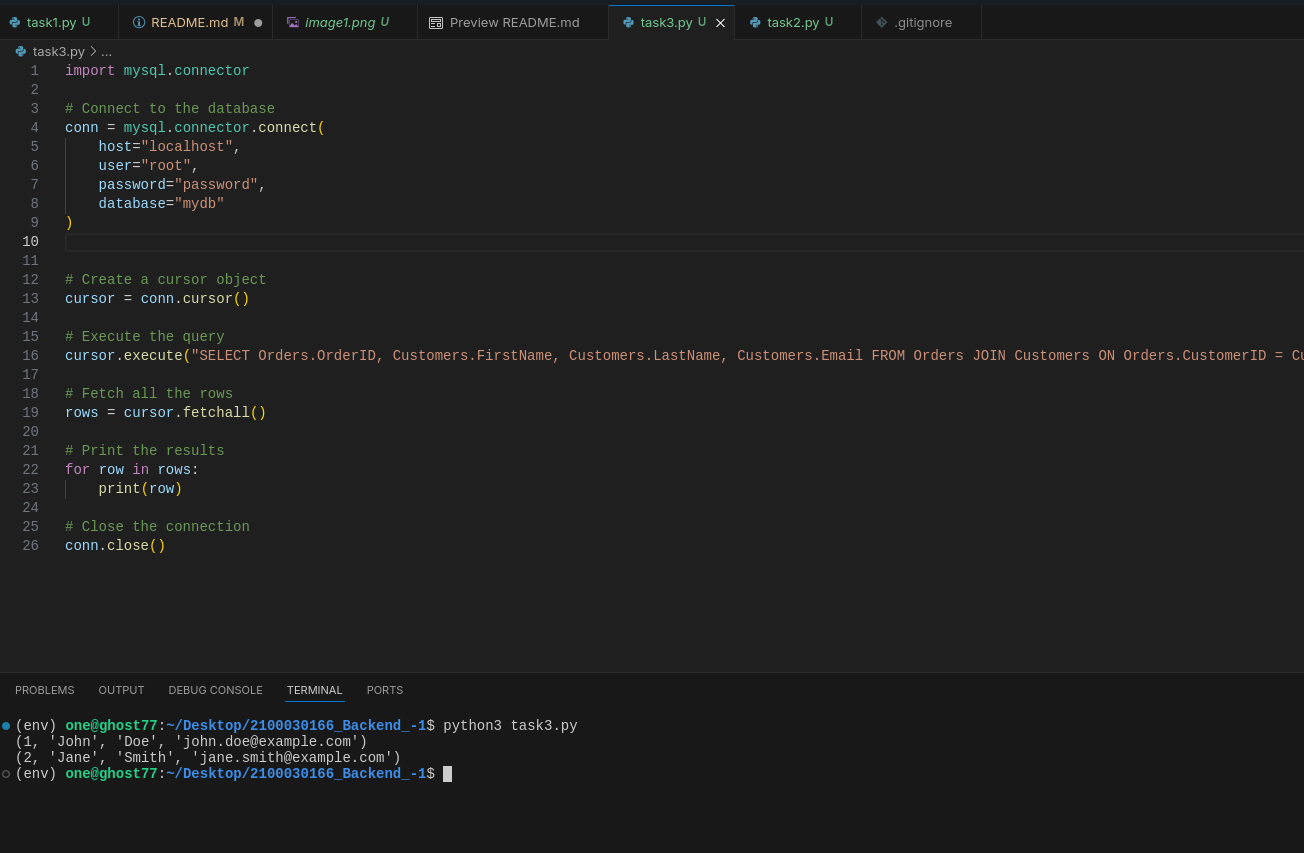 task1.py U README.md M ● image1.png U Preview README.md task3.py U task2.py U .gitignore
task3.py > ...
1 import mysql.connector
2
3 # Connect to the database
4 conn = mysql.connector.connect(
5     host="localhost",
6     user="root",
7     password="password",
8     database="mydb"
9 )
10
11
12 # Create a cursor object
13 cursor = conn.cursor()
14
15 # Execute the query
16 cursor.execute("SELECT Orders.OrderID, Customers.FirstName, Customers.LastName, Customers.Email FROM Orders JOIN Customers ON Orders.CustomerID = Cu
17
18 # Fetch all the rows
19 rows = cursor.fetchall()
20
21 # Print the results
22 for row in rows:
23     print(row)
24
25 # Close the connection
26 conn.close()
PROBLEMS OUTPUT DEBUG CONSOLE TERMINAL PORTS
(env) one@ghost77:~/Desktop/2100030166_Backend_-1$ python3 task3.py
(1, 'John', 'Doe', 'john.doe@example.com')
(2, 'Jane', 'Smith', 'jane.smith@example.com')
(env) one@ghost77:~/Desktop/2100030166_Backend_-1$